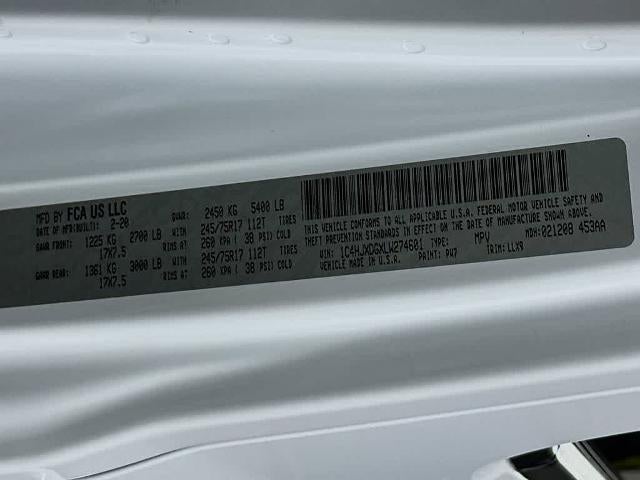 MFD BY FCA US LLC
DATE OF MFR(BUILT): 2-20 GVWR: 2450 KG 5400 LB
GAWR FRONT: 1225 KG 2700 LB WITH 245/75R17 112T TIRES
17X7.5 RIMS AT 260 KPA ( 38 PSI) COLD
GAWR REAR: 1361 KG 3000 LB WITH 245/75R17 112T TIRES
17X7.5 RIMS AT 260 KPA ( 38 PSI) COLD
THIS VEHICLE CONFORMS TO ALL APPLICABLE U.S.A. FEDERAL MOTOR VEHICLE SAFETY, BUMPER AND THEFT
PREVENTION STANDARDS IN EFFECT ON THE DATE OF MANUFACTURE SHOWN ABOVE.
VIN: TYPE: MPV MDH: 021208 453AA
VEHICLE MADE IN U.S.A. PAINT: PW7 TRIM: LLX9